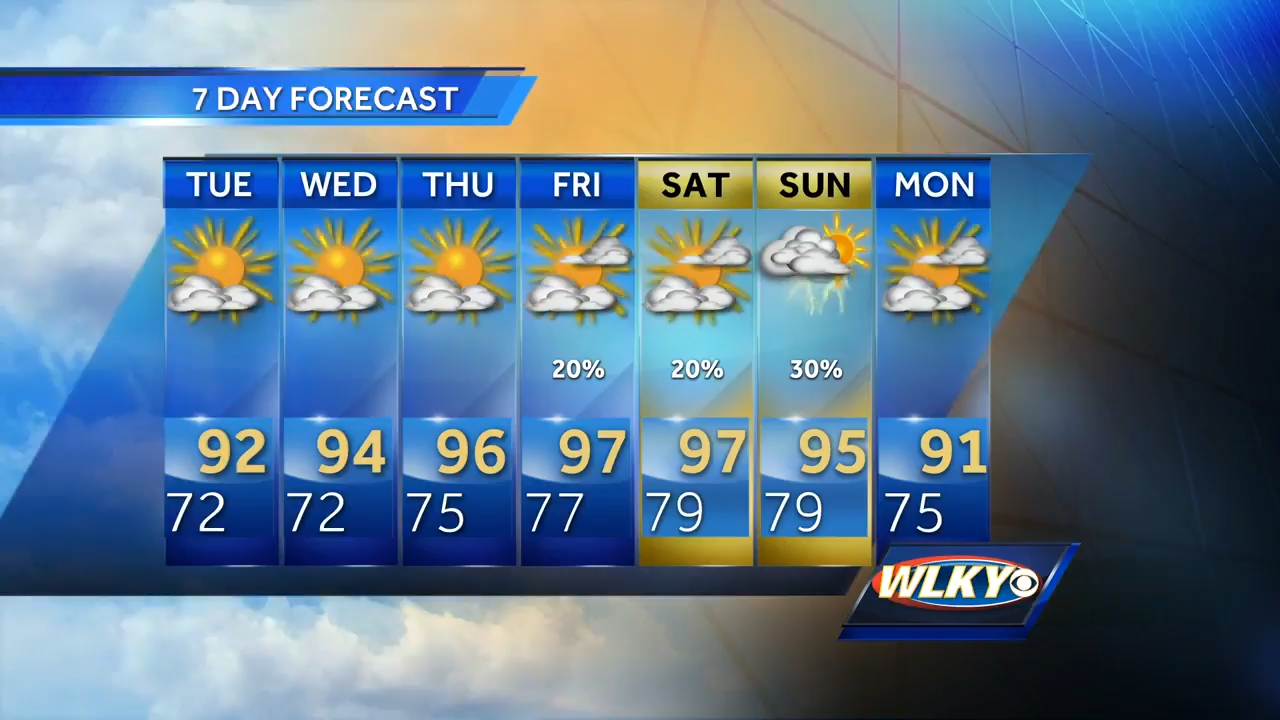 7 DAY FORECAST
TUE WED THU FRI SAT SUN MON
20% 20% 30%
92 94 96 97 97 95 91
72 72 75 77 79 79 75
WLKY